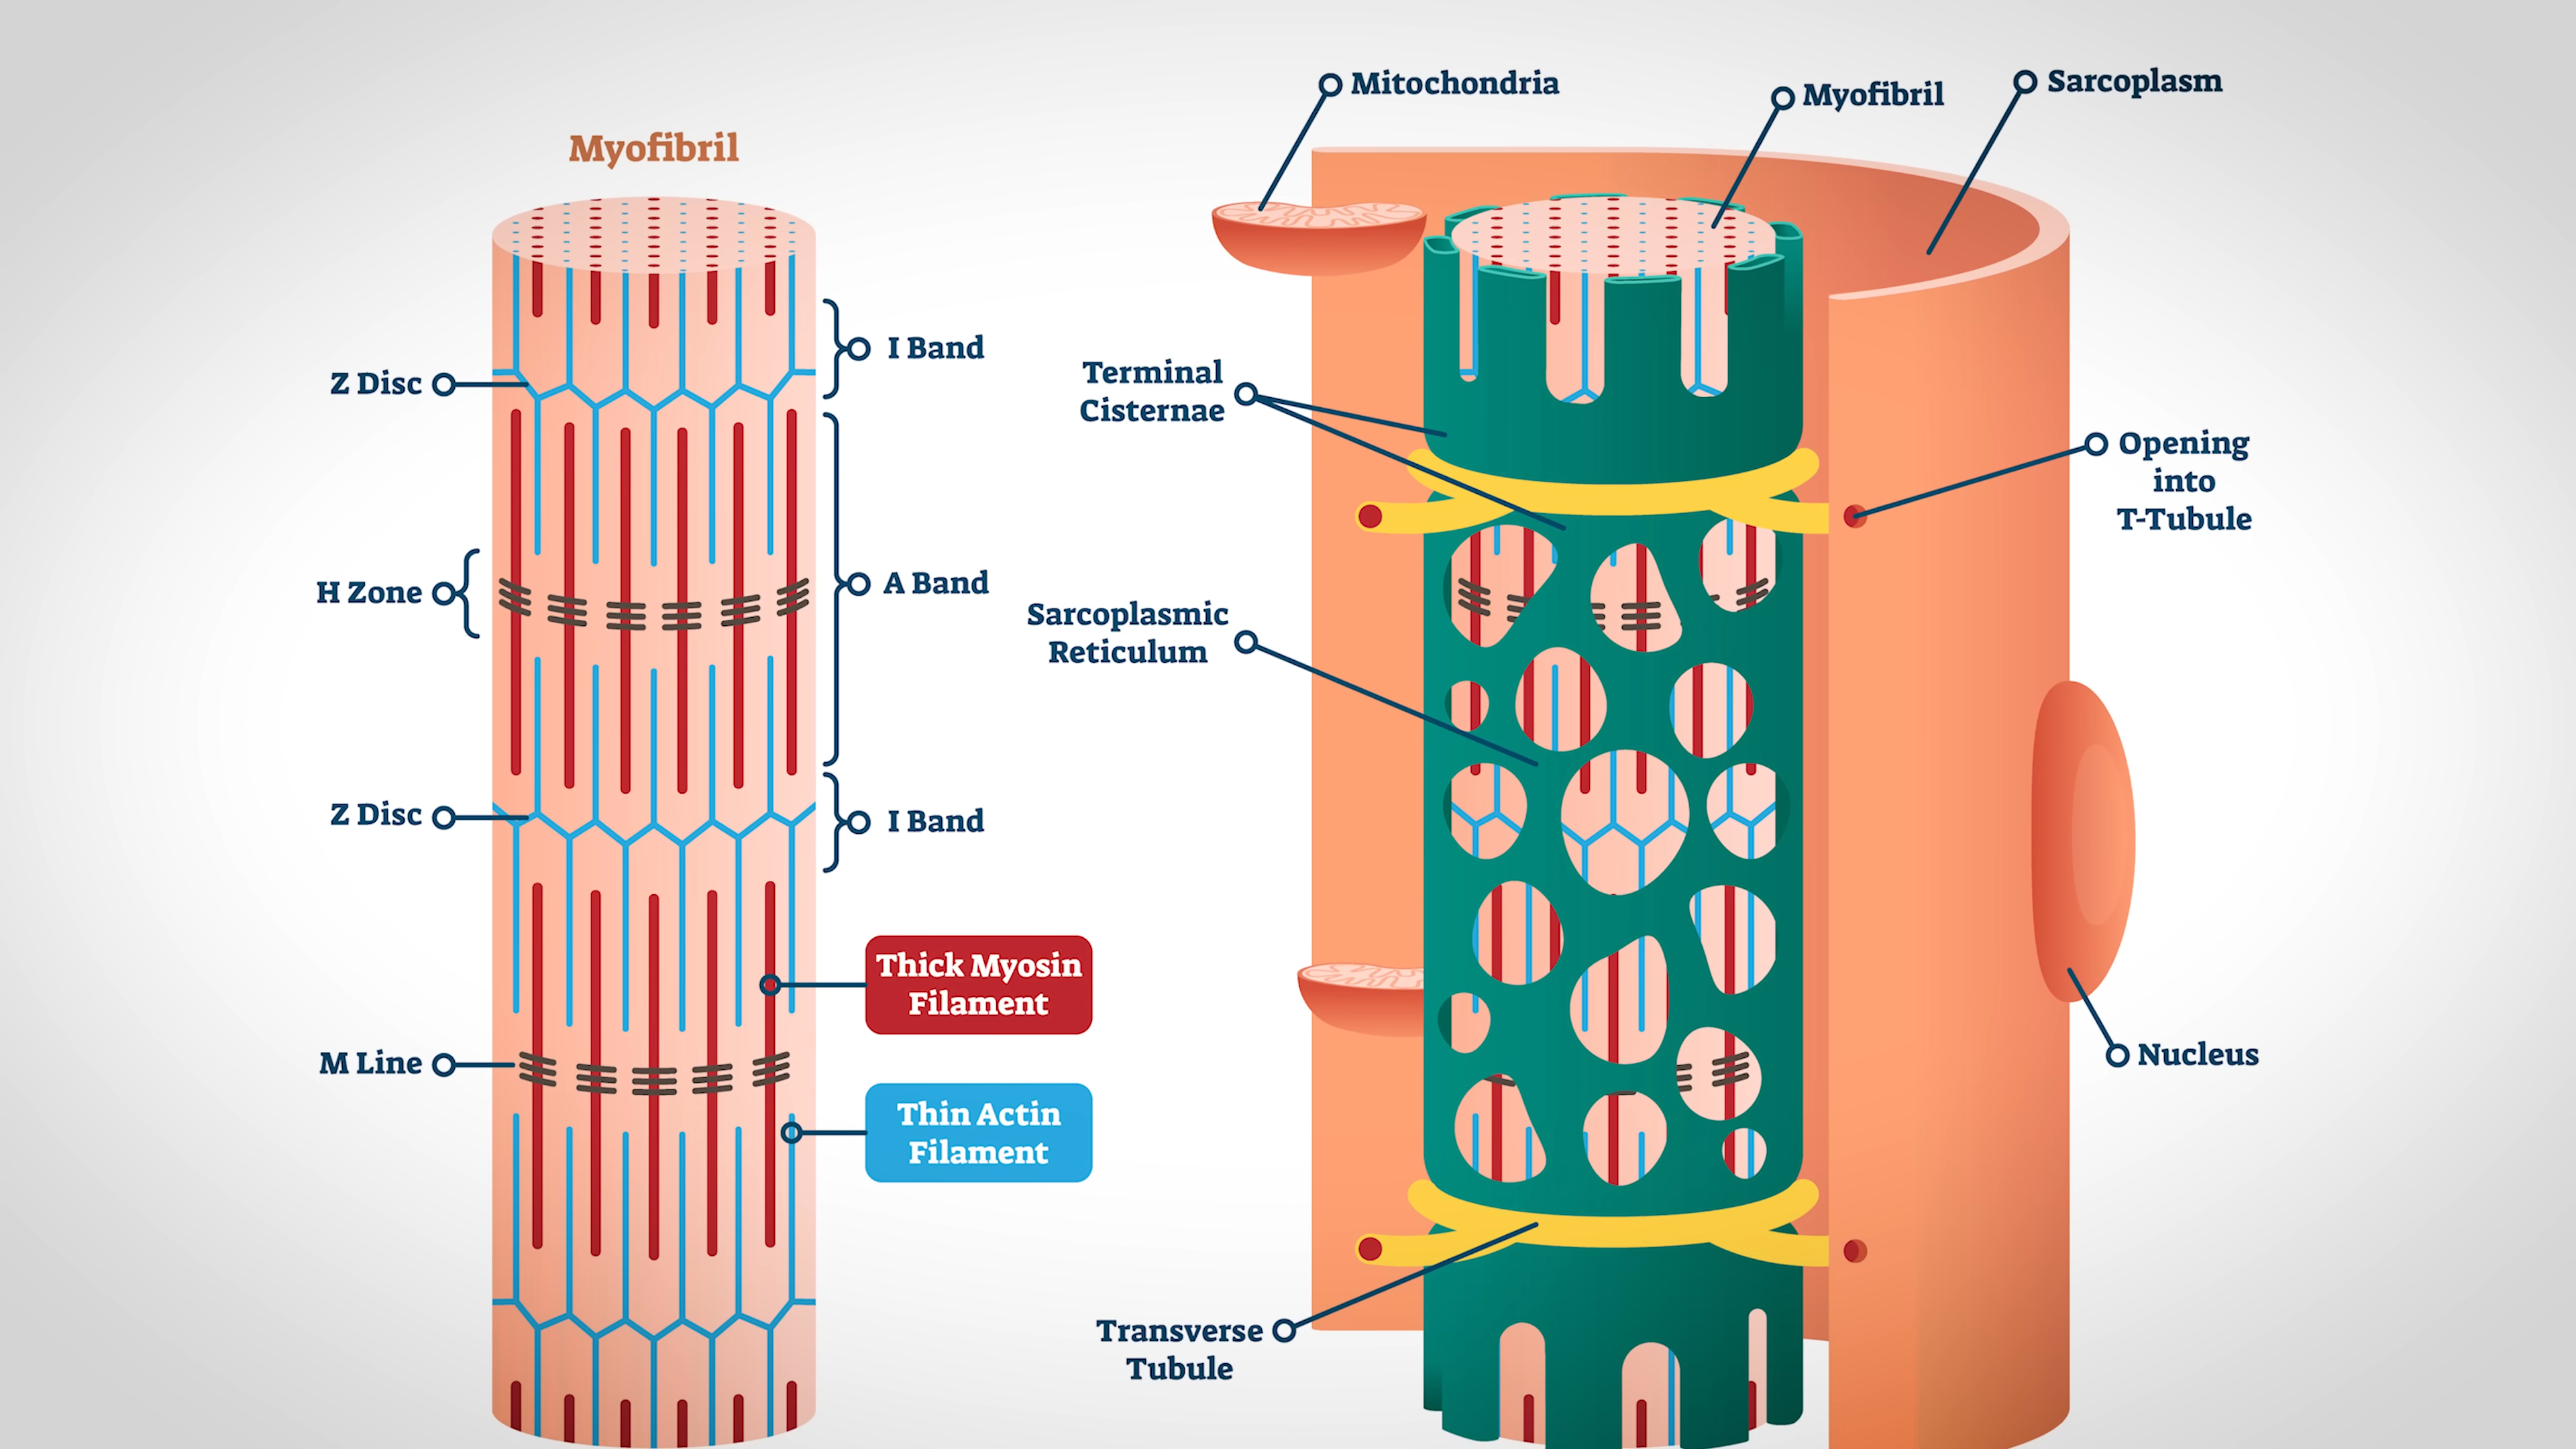 Myofibril
I Band
Z Disc
H Zone
A Band
Z Disc
I Band
Thick Myosin
Filament
M Line
Thin Actin
Filament
Mitochondria
Myofibril
Sarcoplasm
Terminal
Cisternae
Opening
into
T-Tubule
Sarcoplasmic
Reticulum
Nucleus
Transverse
Tubule